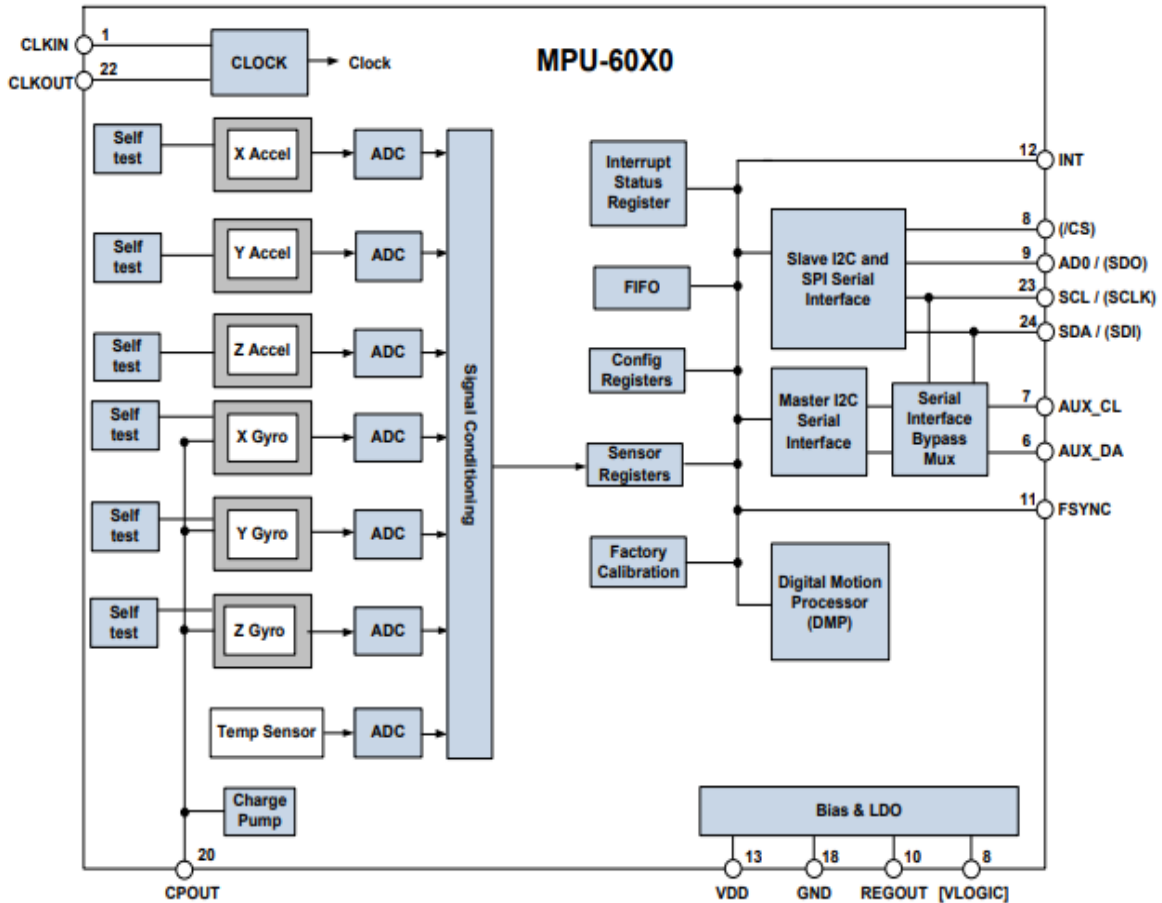 MPU-60X0
CLKIN
1
CLKOUT
22
CLOCK
Clock
Self
test
X Accel
ADC
Self
test
Y Accel
ADC
Self
test
Z Accel
ADC
Self
test
X Gyro
ADC
Self
test
Y Gyro
ADC
Self
test
Z Gyro
ADC
Temp Sensor
ADC
Charge
Pump
20
CPOUT
Signal Conditioning
Interrupt
Status
Register
FIFO
Config
Registers
Sensor
Registers
Factory
Calibration
Slave I2C and
SPI Serial
Interface
Master I2C
Serial
Interface
Serial
Interface
Bypass
Mux
Digital Motion
Processor
(DMP)
12
INT
8
(/CS)
9
AD0 / (SDO)
23
SCL / (SCLK)
24
SDA / (SDI)
7
AUX_CL
6
AUX_DA
11
FSYNC
Bias & LDO
13
18
10
8
VDD
GND
REGOUT
[VLOGIC]